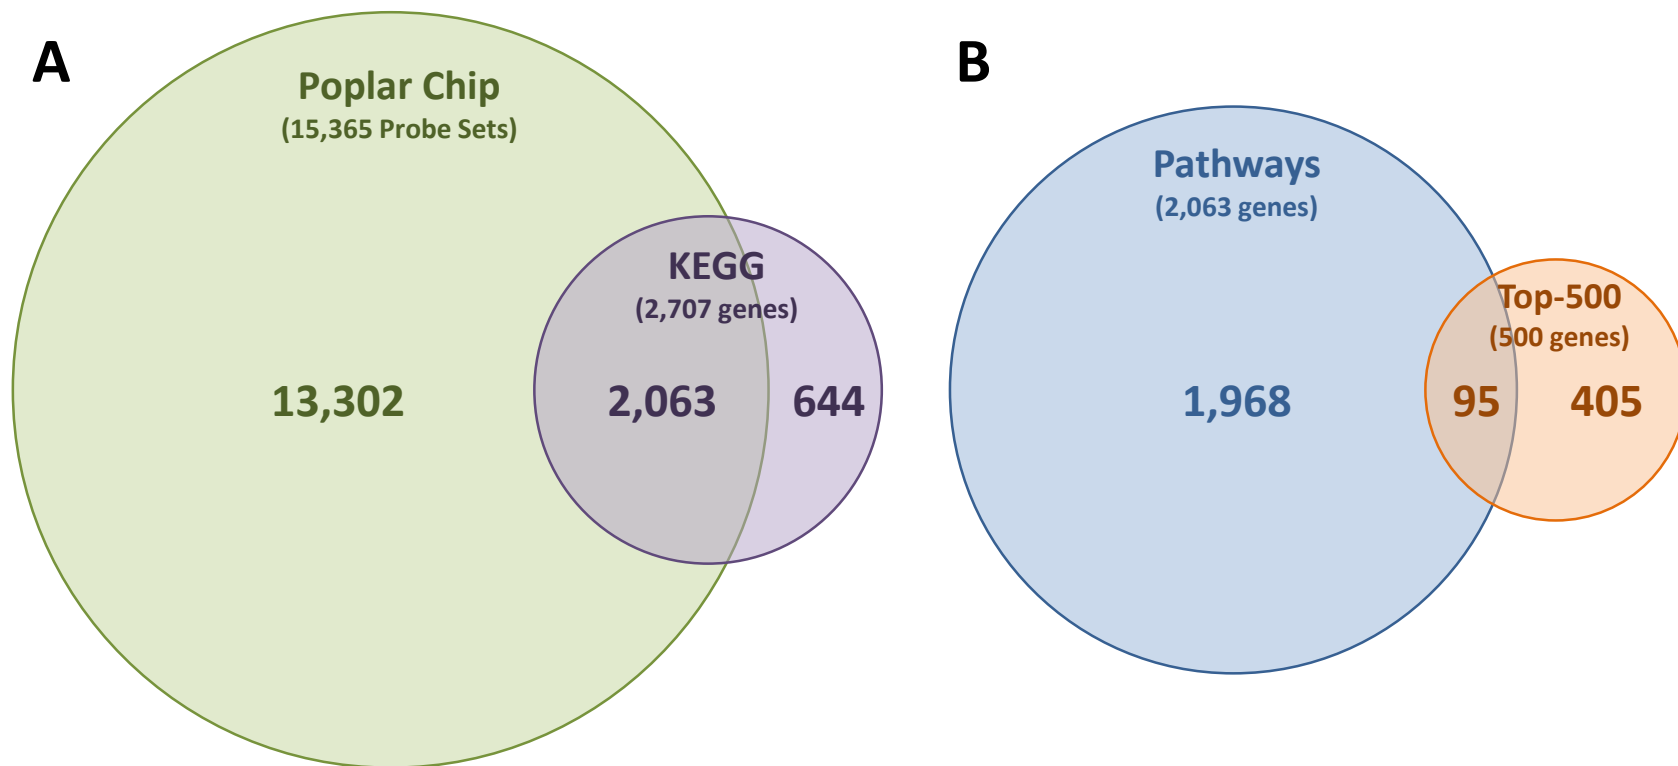 A
Poplar Chip
(15,365 Probe Sets)
KEGG
(2,707 genes)
13,302
2,063
644
B
Pathways
(2,063 genes)
Top-500
(500 genes)
1,968
95
405